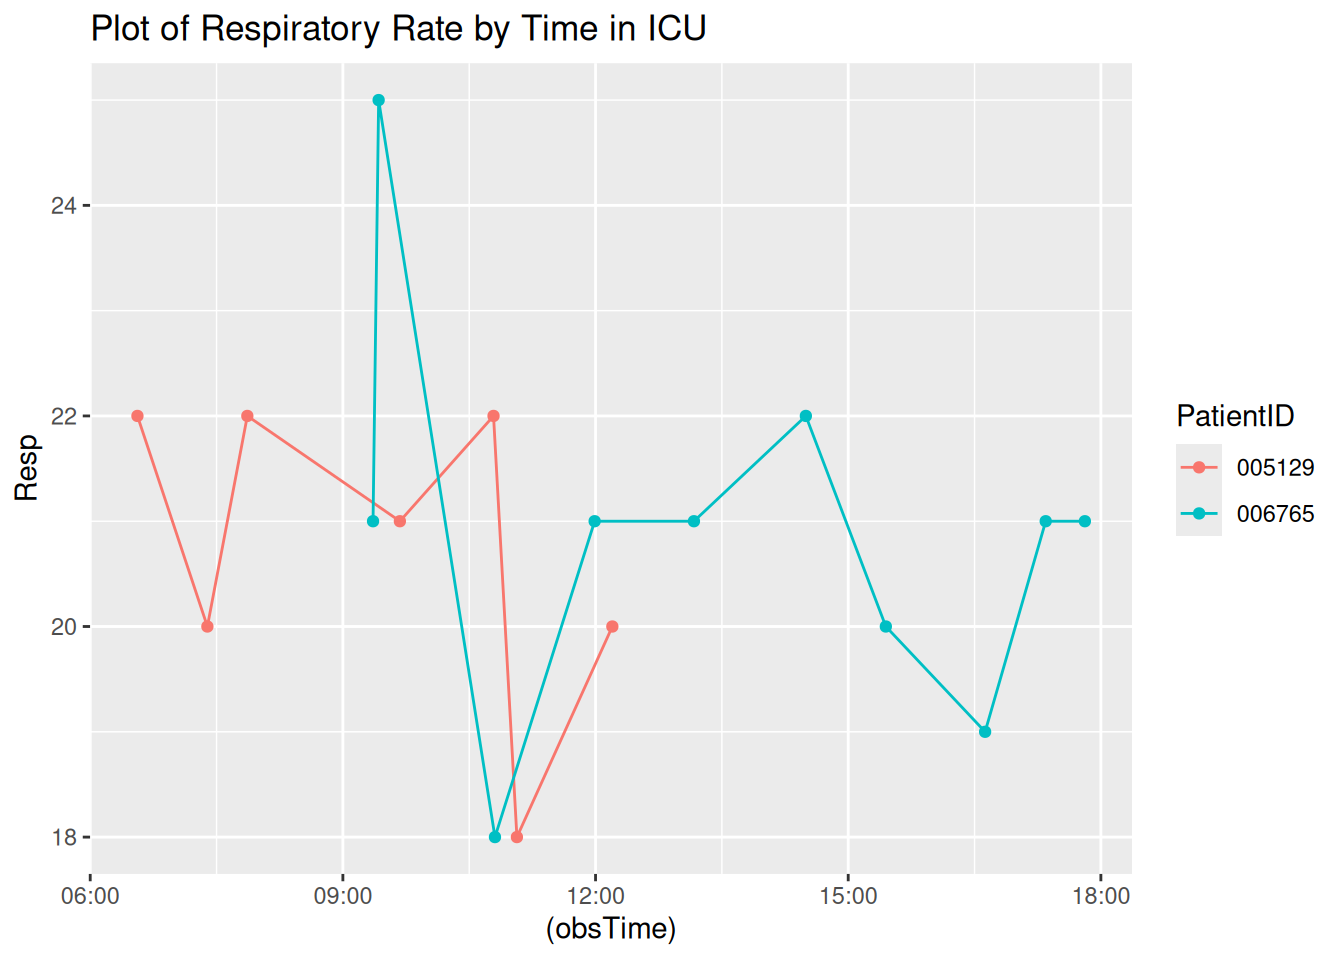 Plot of Respiratory Rate by Time in ICU
Resp
24
22
20
18
06:00
09:00
12:00
15:00
18:00
(obsTime)
PatientID
005129
006765